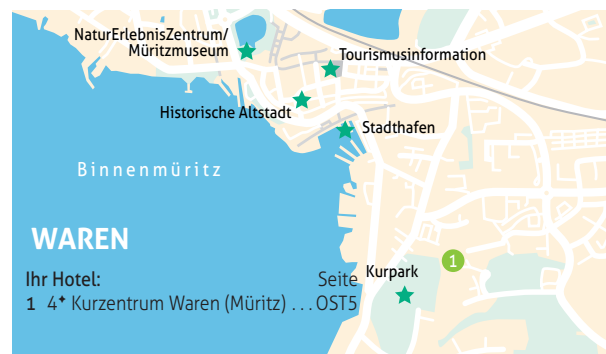 NaturErlebnisZentrum/
Müritzmuseum
Tourismusinformation
Historische Altstadt
Stadthafen
Binnenmüritz
WAREN
Kurpark
1
Ihr Hotel: Seite
1 4✦ Kurzentrum Waren (Müritz) ... OST5